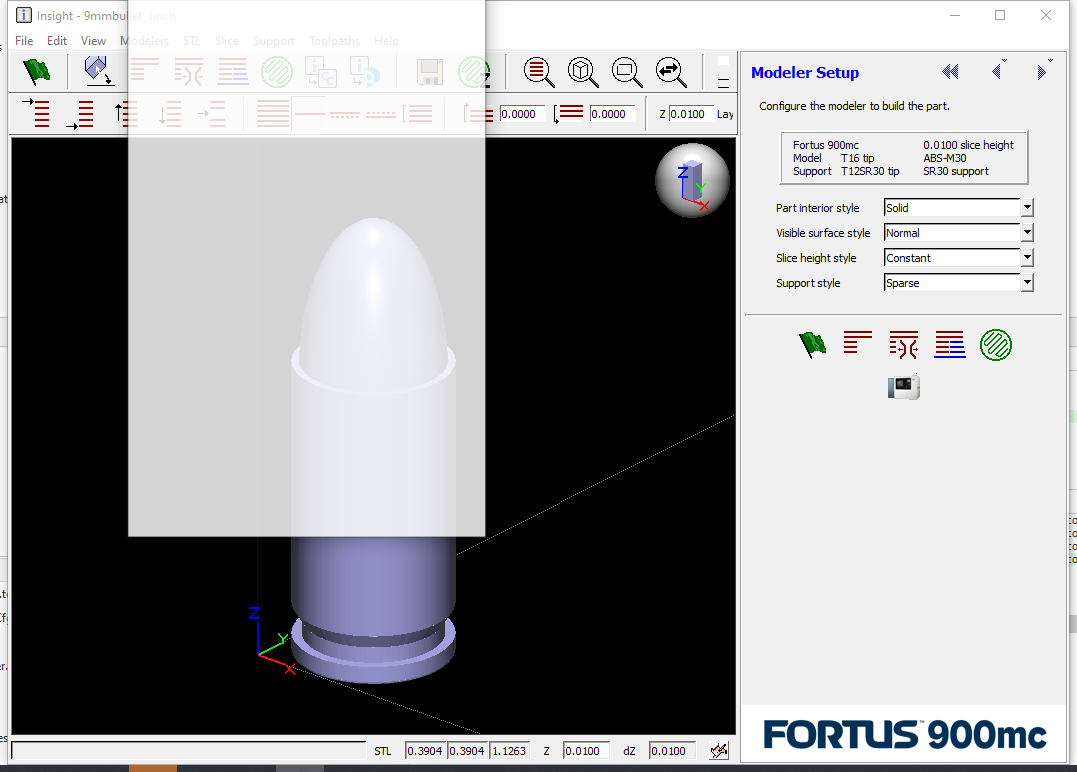 Insight - 9mmbullet_1inch
File Edit View Modelers STL Slice Support Toolpaths Help
0.0000
0.0000
Z 0.0100 Lay
Modeler Setup
Configure the modeler to build the part.
Fortus 900mc 0.0100 slice height
Model T16 tip ABS-M30
Support T12SR30 tip SR30 support
Part interior style Solid
Visible surface style Normal
Slice height style Constant
Support style Sparse
Z
Y
X
Z
Y
X
STL 0.3904 0.3904 1.1263 Z 0.0100 dZ 0.0100
FORTUS 900mc